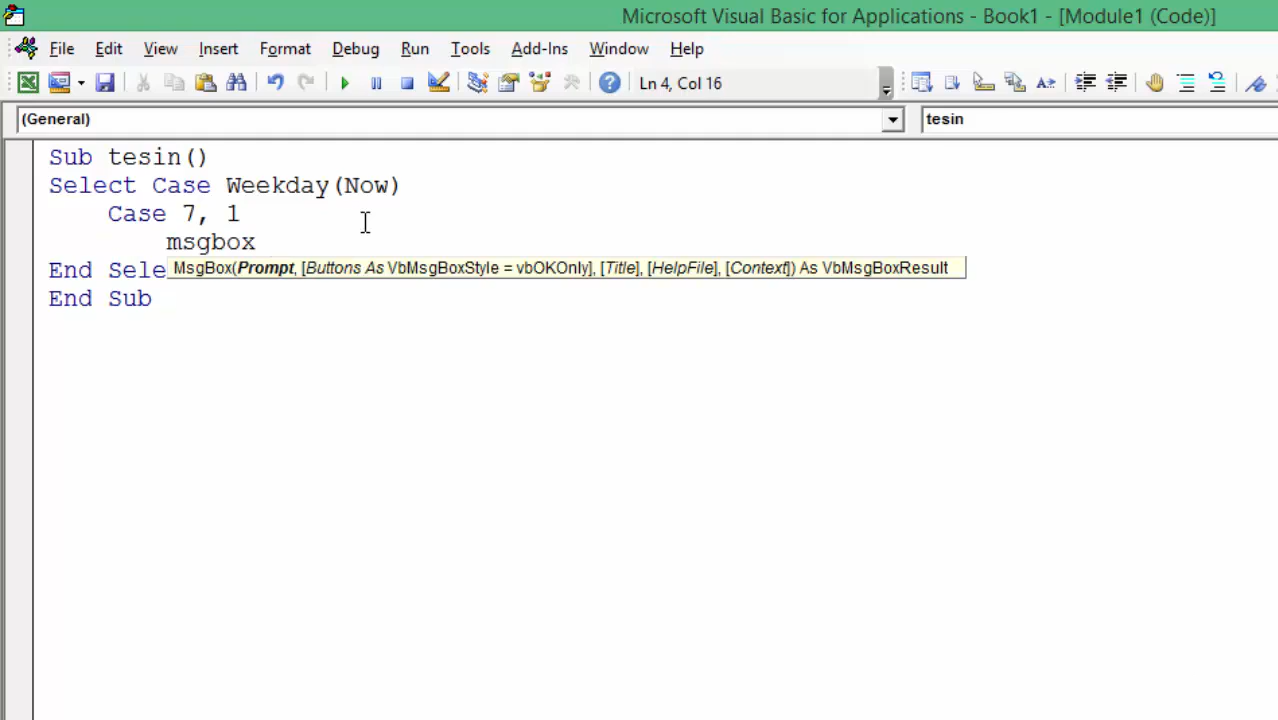 Microsoft Visual Basic for Applications - Book1 - [Module1 (Code)]
File Edit View Insert Format Debug Run Tools Add-Ins Window Help
Ln 4, Col 16
(General) tesin
Sub tesin()
Select Case Weekday(Now)
Case 7, 1
msgbox
End Sele MsgBox(Prompt, [Buttons As VbMsgBoxStyle = vbOKOnly], [Title], [HelpFile], [Context]) As VbMsgBoxResult
End Sub